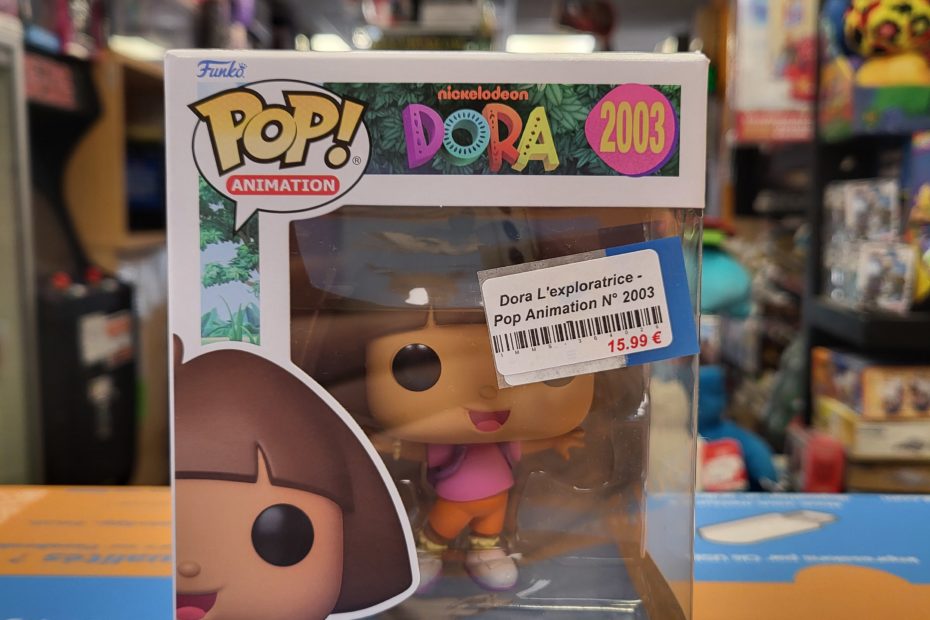 Funko
POP!
®
ANIMATION
nickelodeon
DORA
2003
Dora L'exploratrice -
Pop Animation N° 2003
15.99 €